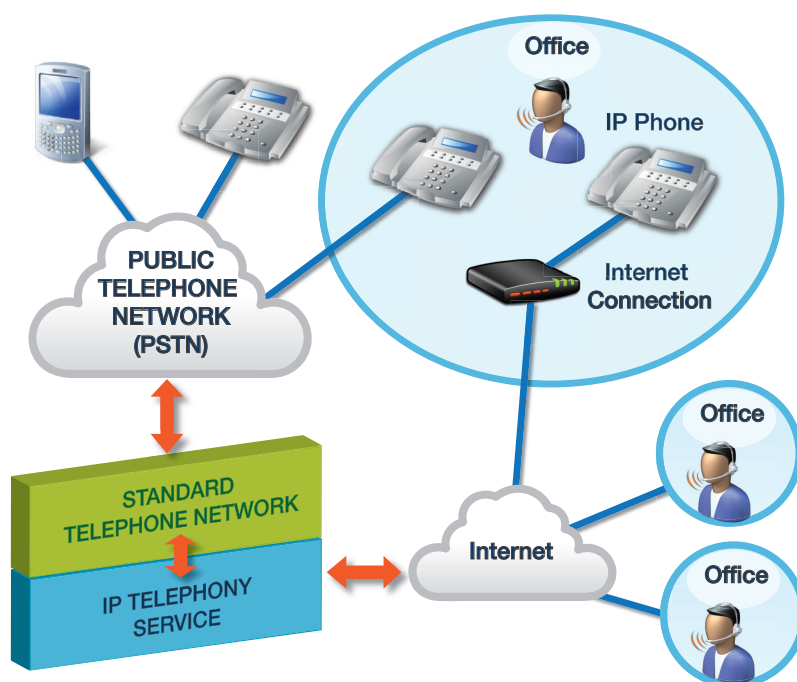 Office
IP Phone
PUBLIC
TELEPHONE
NETWORK
(PSTN)
Internet
Connection
Office
STANDARD
TELEPHONE NETWORK
Internet
IP TELEPHONY
SERVICE
Office